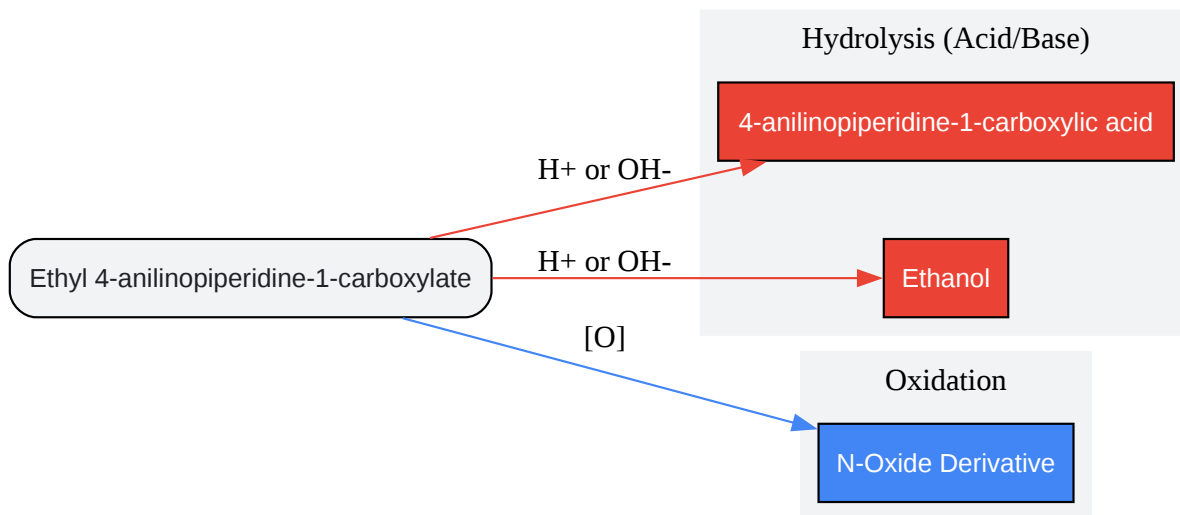 Hydrolysis (Acid/Base)
4-anilinopiperidine-1-carboxylic acid
H+ or OH-
Ethyl 4-anilinopiperidine-1-carboxylate
H+ or OH-
Ethanol
[O]
Oxidation
N-Oxide Derivative